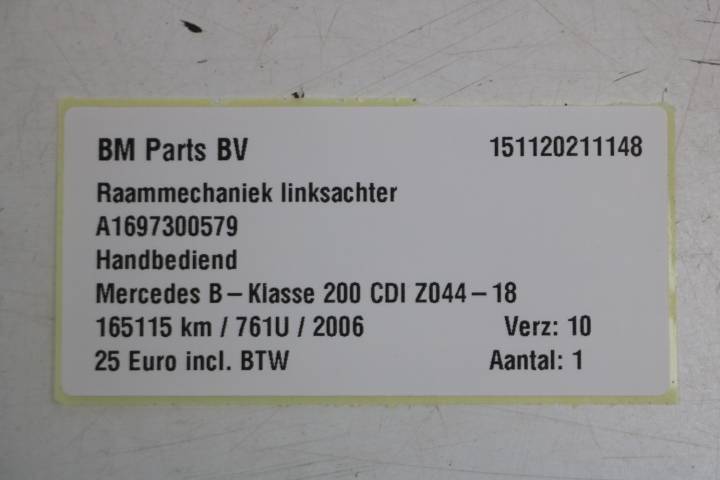 BM Parts BV 151120211148
Raammechaniek linksachter
A1697300579
Handbediend
Mercedes B-Klasse 200 CDI Z044-18
165115 km / 761U / 2006 Verz: 10
25 Euro incl. BTW Aantal: 1